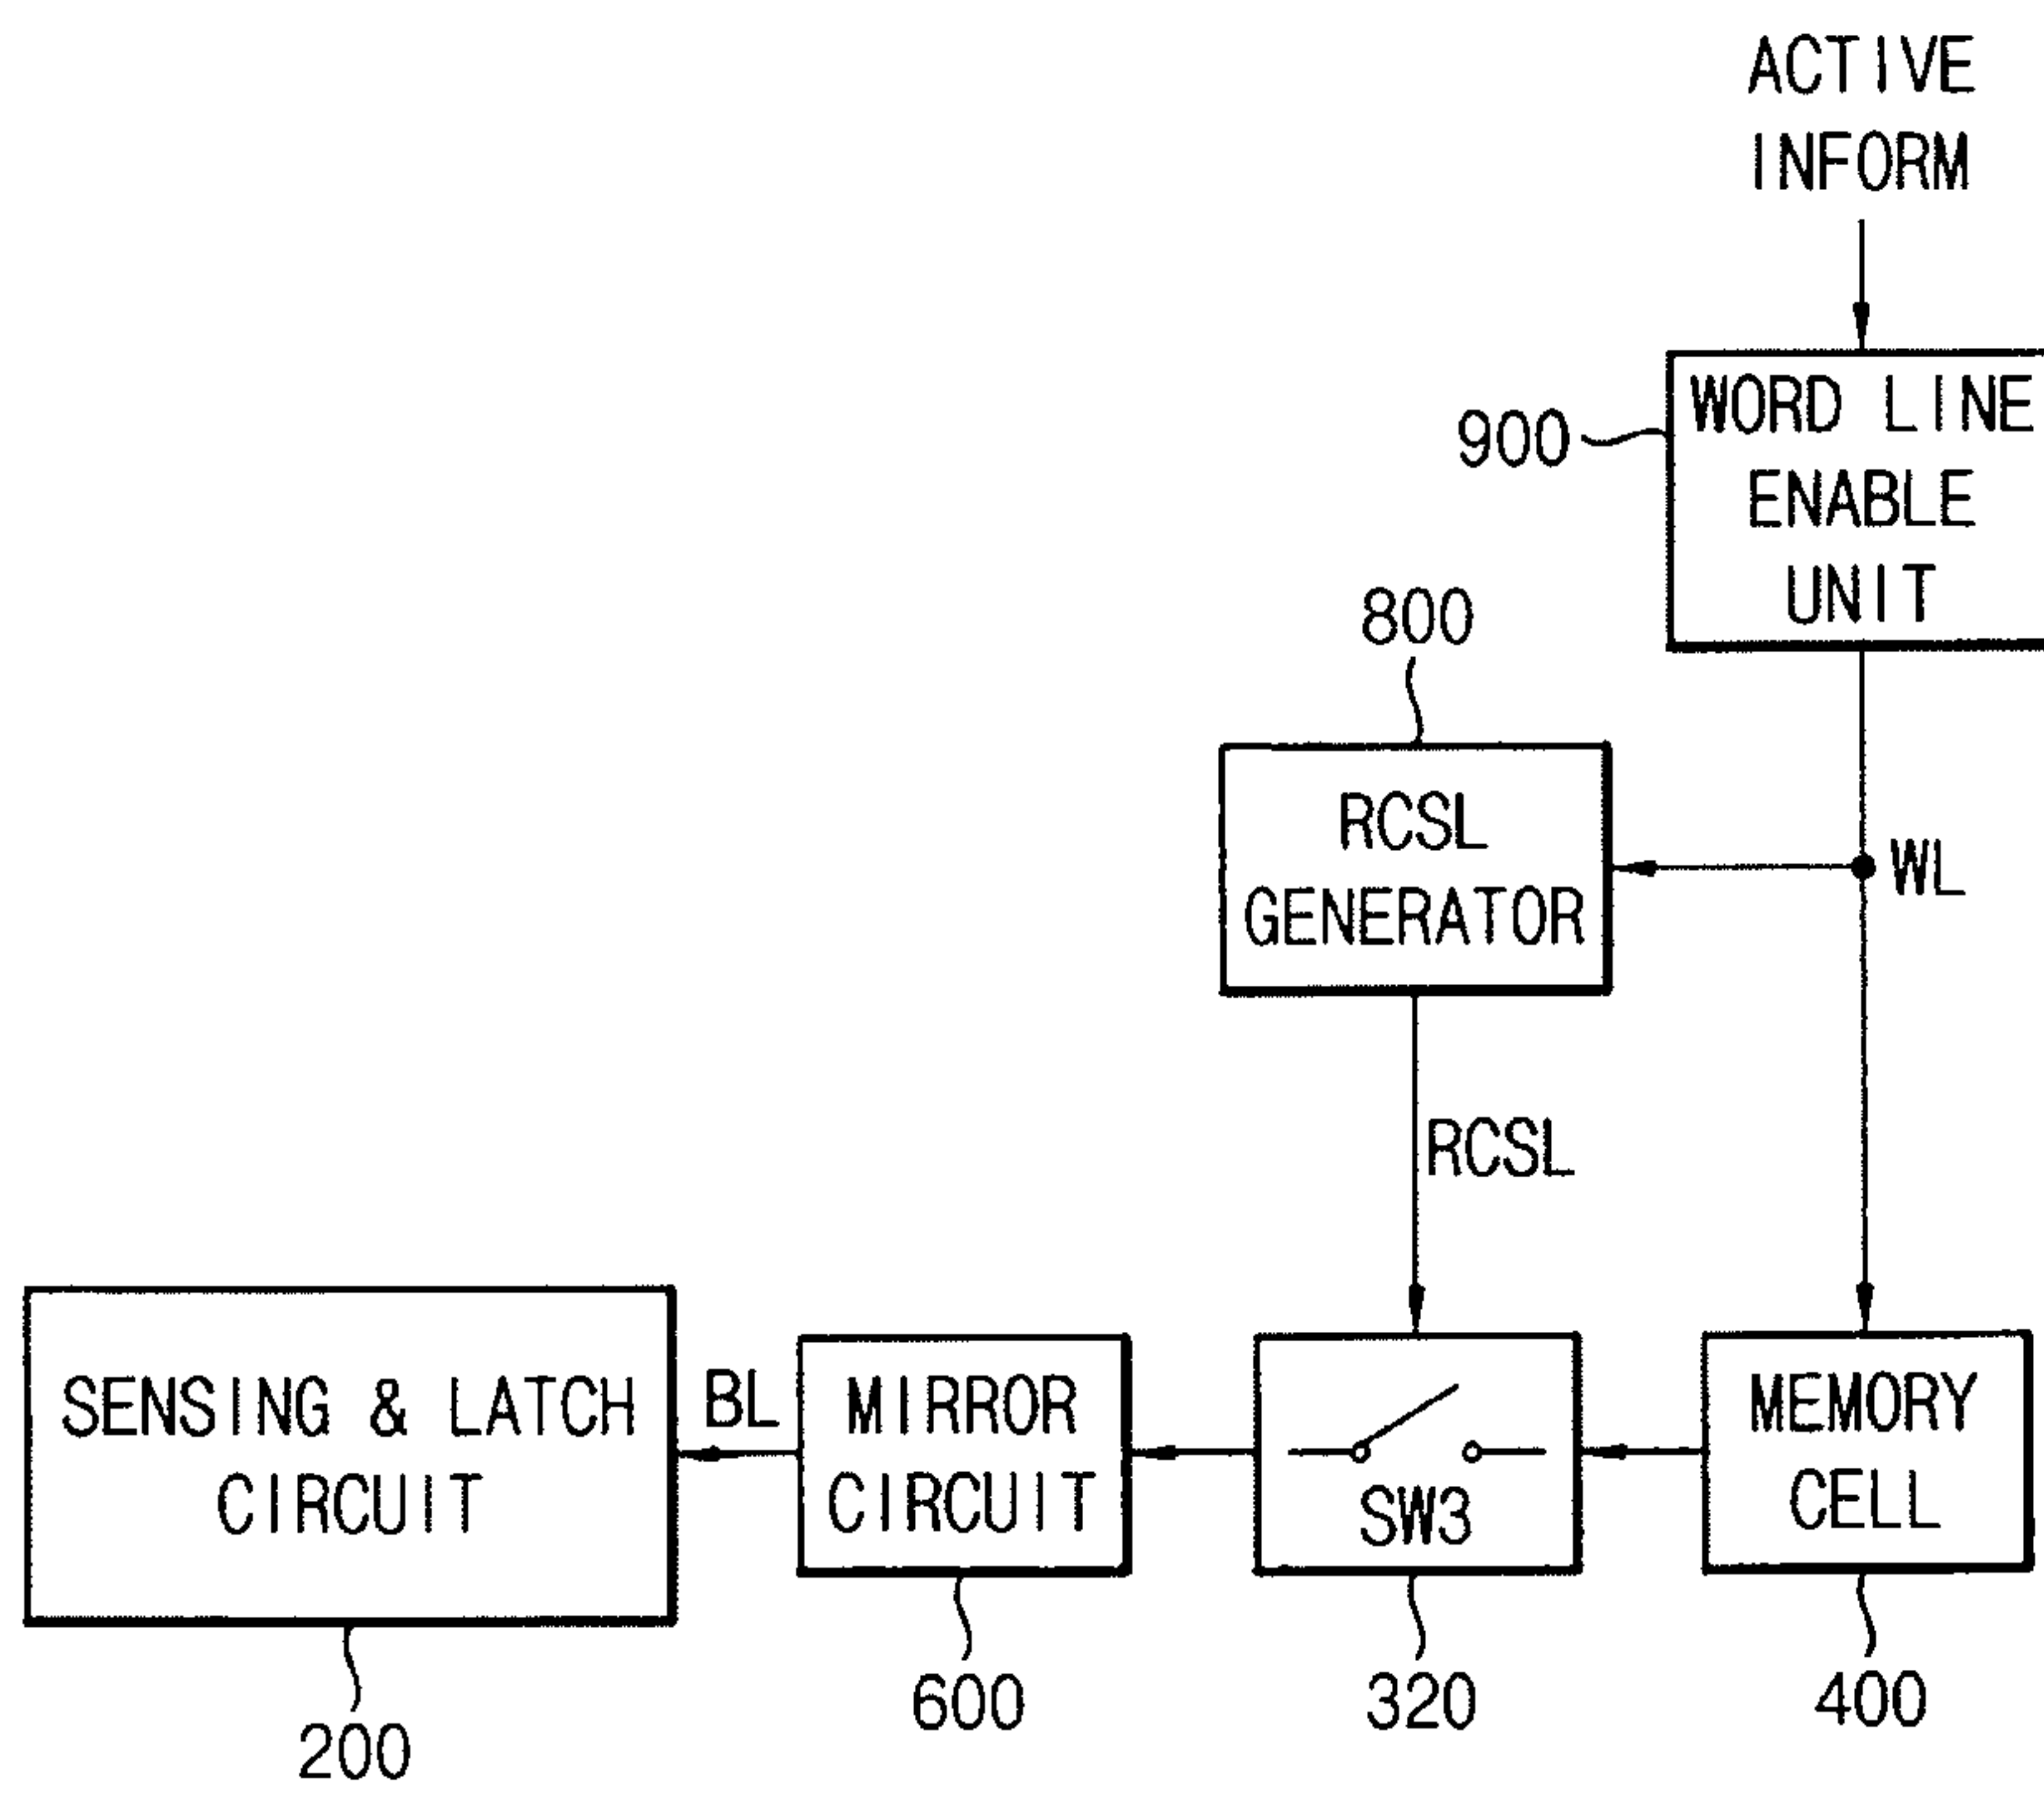 ACTIVE
INFORM
900
WORD LINE
ENABLE
UNIT
800
RCSL
GENERATOR
WL
RCSL
SENSING & LATCH
CIRCUIT
BL
MIRROR
CIRCUIT
SW3
MEMORY
CELL
200
600
320
400